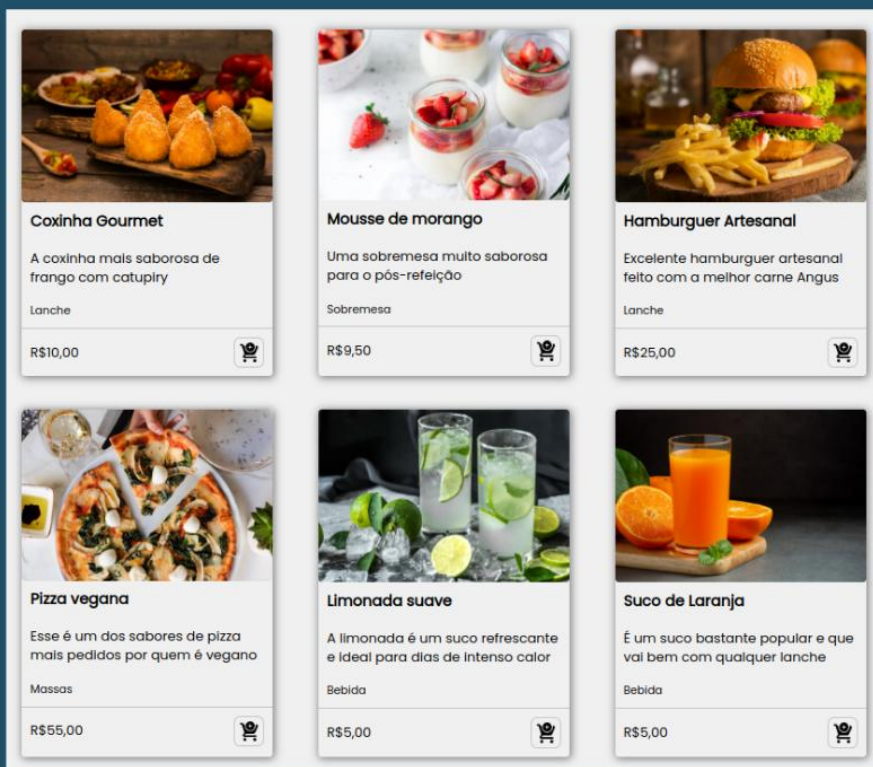 Coxinha Gourmet
A coxinha mais saborosa de
frango com catupiry
Lanche
R$10,00
Mousse de morango
Uma sobremesa muito saborosa
para o pós-refeição
Sobremesa
R$9,50
Hamburguer Artesanal
Excelente hamburguer artesanal
feito com a melhor carne Angus
Lanche
R$25,00
Pizza vegana
Esse é um dos sabores de pizza
mais pedidos por quem é vegano
Massas
R$55,00
Limonada suave
A limonada é um suco refrescante
e ideal para dias de intenso calor
Bebida
R$5,00
Suco de Laranja
É um suco bastante popular e que
vai bem com qualquer lanche
Bebida
R$5,00